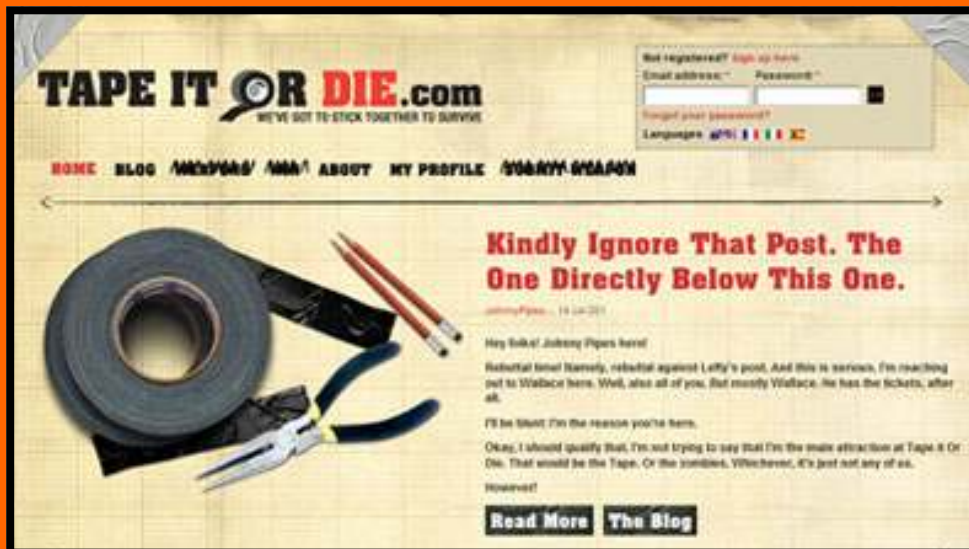 TAPE IT OR DIE.com
WE'VE GOT TO STICK TOGETHER TO SURVIVE
Not registered? Sign up here
Email address: * Password: *
Forgot your password?
Languages
HOME BLOG ABOUT MY PROFILE
Kindly Ignore That Post. The
One Directly Below This One.
JohnnyPipes
Hey folks! Johnny Pipes here!
Rebuttal time! Namely, rebuttal against Lefty's post. And this is serious. I'm reaching
out to Wallace here. Well, also all of you. But mostly Wallace. He has the tickets, after
all.
I'll be blunt: I'm the reason you're here.
Okay, I should qualify that. I'm not trying to say that I'm the main attraction at Tape It Or
Die. That would be the Tape. Or the zombies. Whichever, it's just not any of us.
However!
Read More The Blog